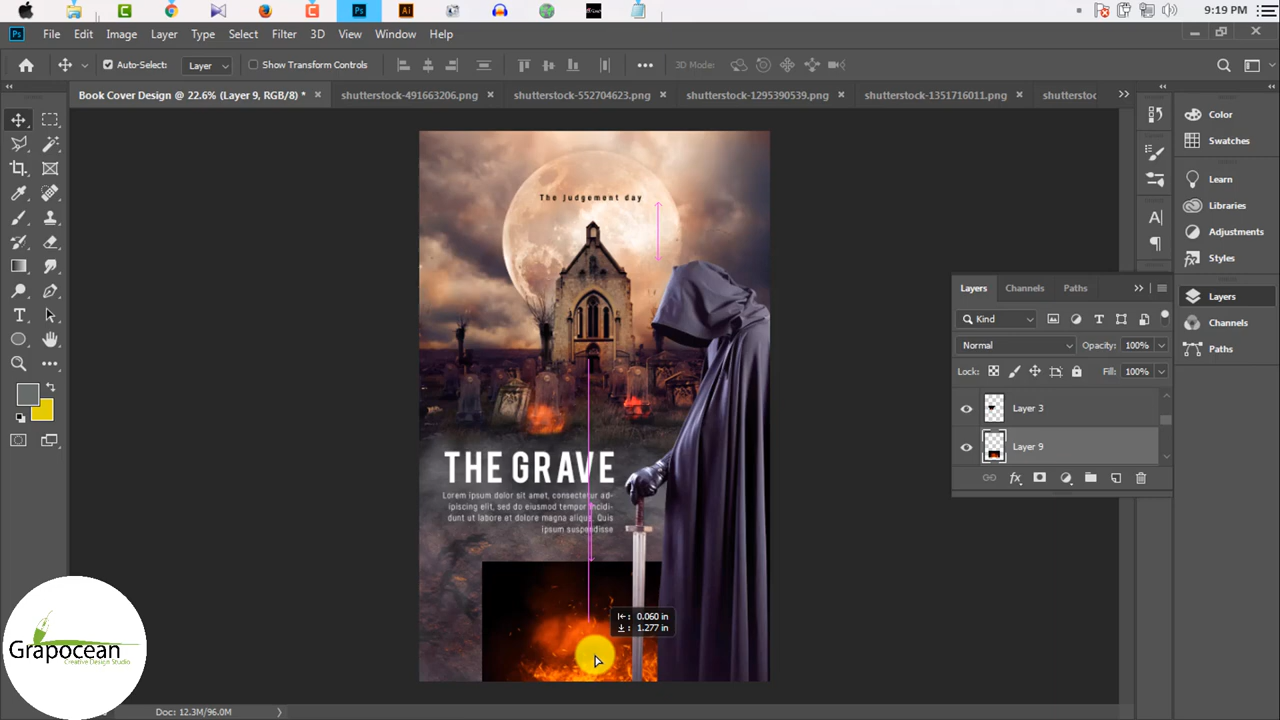 9:19 PM
Ps File Edit Image Layer Type Select Filter 3D View Window Help
Auto-Select: Layer Show Transform Controls 3D Mode:
Book Cover Design @ 22.6% (Layer 9, RGB/8) * shutterstock-491663206.png shutterstock-552704623.png shutterstock-1295390539.png shutterstock-1351716011.png shutterstoc
Color
Swatches
Learn
Libraries
Adjustments
Styles
Layers
Channels
Paths
Layers Channels Paths
Kind
Normal Opacity: 100%
Lock: Fill: 100%
Layer 3
Layer 9
The judgement day
THE GRAVE
Lorem ipsum dolor sit amet, consectetur ad-
ipiscing elit, sed do eiusmod tempor incidi-
dunt ut labore et dolore magna aliqua. Quis
ipsum suspendisse
0.060 in
1.277 in
Grapocean
Creative Design Studio
Doc: 12.3M/96.0M